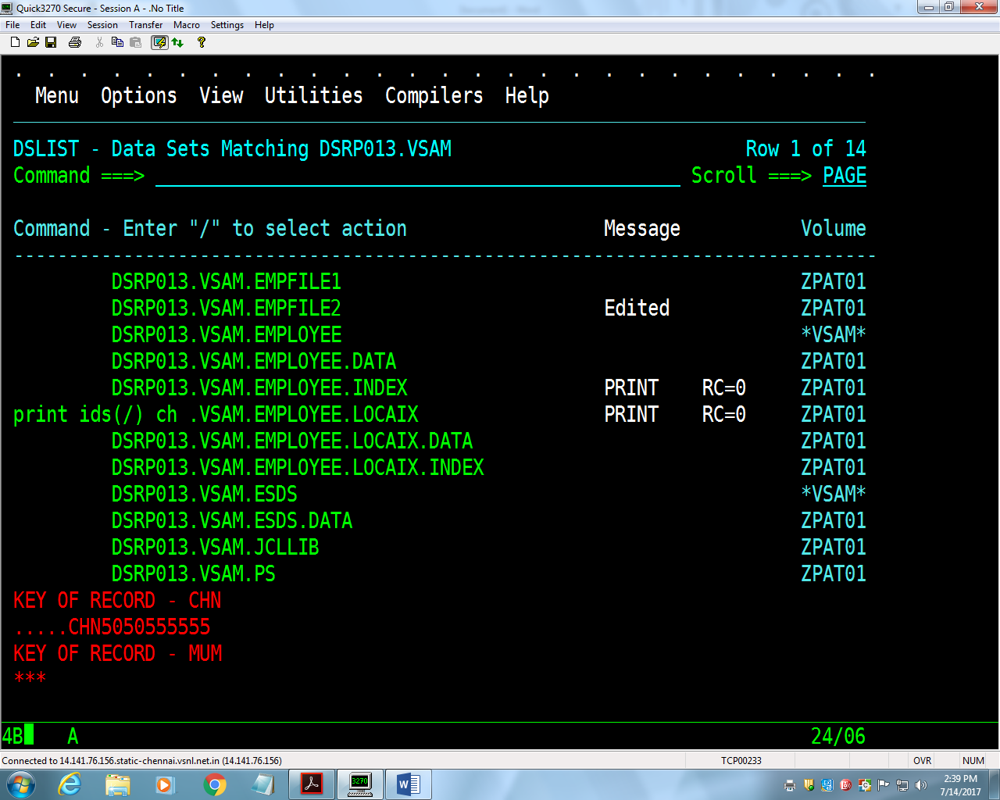 Quick3270 Secure - Session A - .No Title
File Edit View Session Transfer Macro Settings Help
. . . . . . . . . . . . . . . . . . . . . . . . . . .
Menu Options View Utilities Compilers Help
DSLIST - Data Sets Matching DSRP013.VSAM Row 1 of 14
Command ===> Scroll ===> PAGE
Command - Enter "/" to select action Message Volume
-------------------------------------------------------------------------------
DSRP013.VSAM.EMPFILE1 ZPAT01
DSRP013.VSAM.EMPFILE2 Edited ZPAT01
DSRP013.VSAM.EMPLOYEE *VSAM*
DSRP013.VSAM.EMPLOYEE.DATA ZPAT01
DSRP013.VSAM.EMPLOYEE.INDEX PRINT RC=0 ZPAT01
print ids(/) ch .VSAM.EMPLOYEE.LOCAIX PRINT RC=0 ZPAT01
DSRP013.VSAM.EMPLOYEE.LOCAIX.DATA ZPAT01
DSRP013.VSAM.EMPLOYEE.LOCAIX.INDEX ZPAT01
DSRP013.VSAM.ESDS *VSAM*
DSRP013.VSAM.ESDS.DATA ZPAT01
DSRP013.VSAM.JCLLIB ZPAT01
DSRP013.VSAM.PS ZPAT01
KEY OF RECORD - CHN
.....CHN5050555555
KEY OF RECORD - MUM
***
4B A 24/06
Connected to 14.141.76.156.static-chennai.vsnl.net.in (14.141.76.156) TCP00233 OVR NUM
3270
2:39 PM
7/14/2017